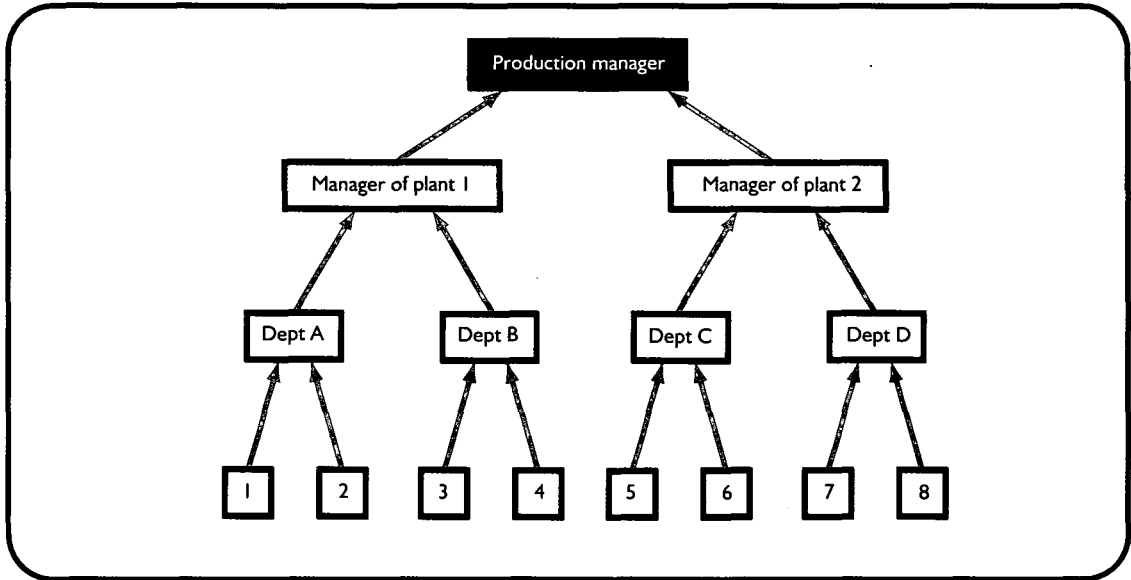 Production manager
Manager of plant 1
Manager of plant 2
Dept A
Dept B
Dept C
Dept D
1
2
3
4
5
6
7
8